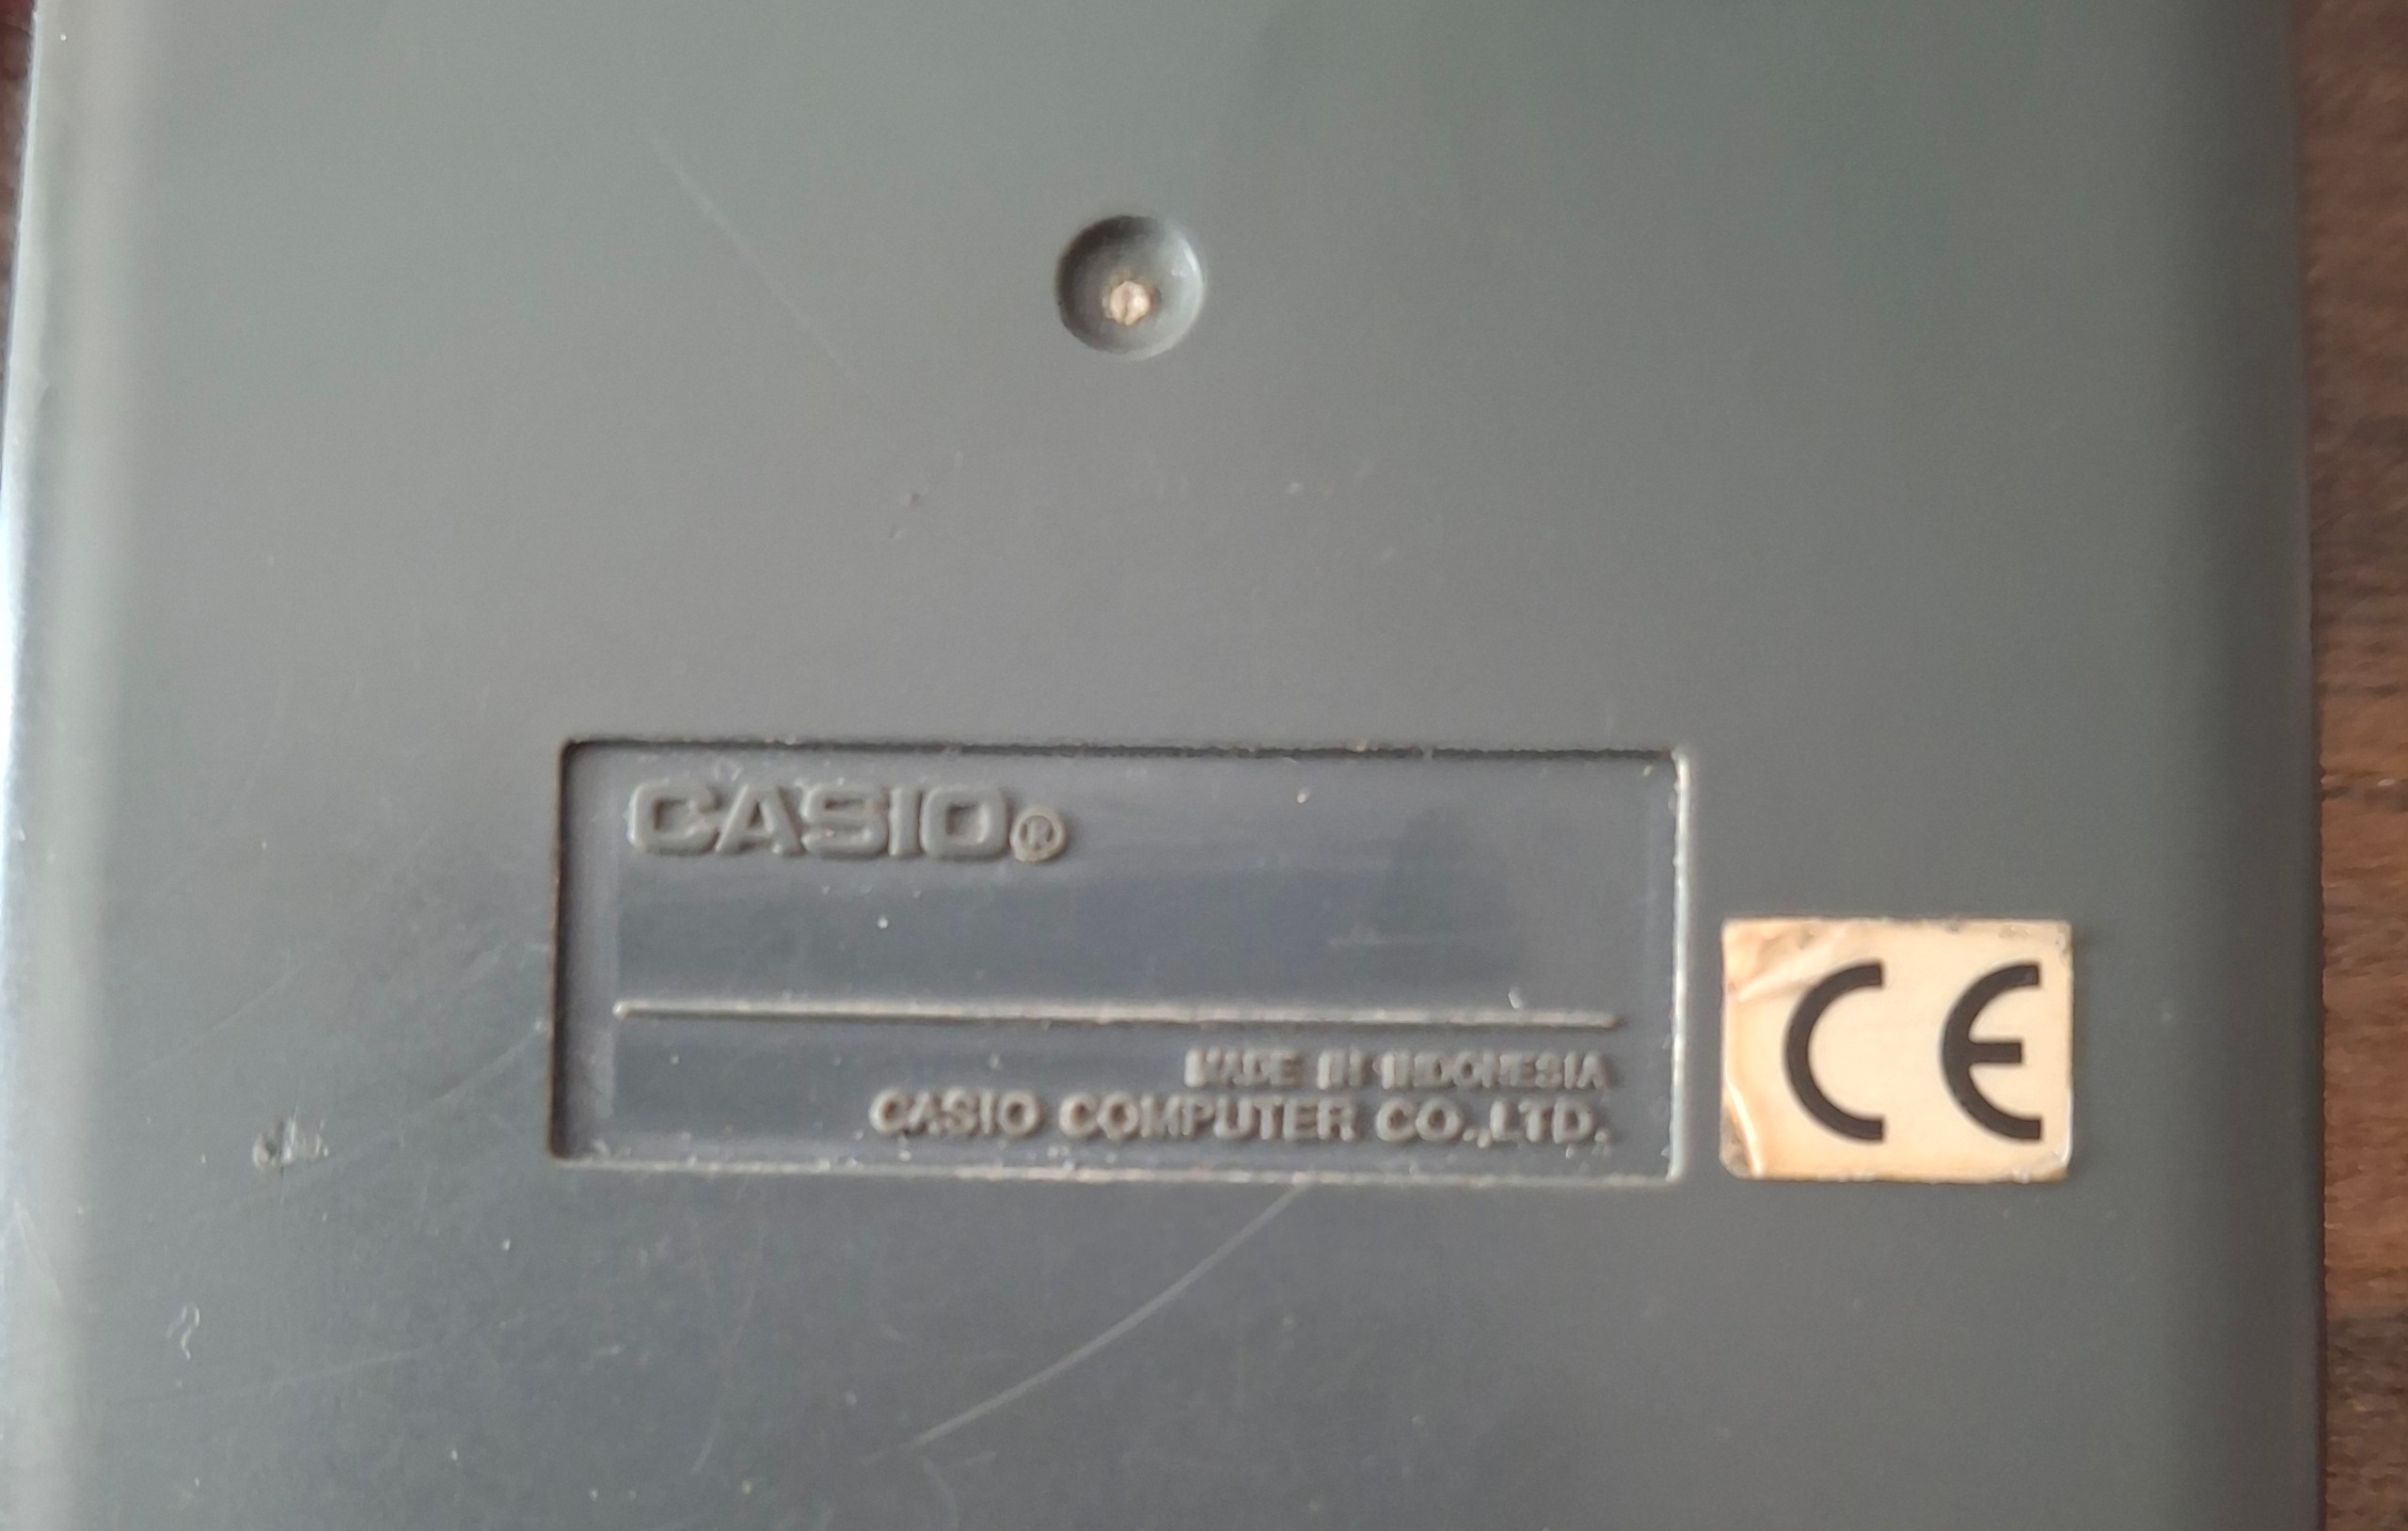 CASIO®
MADE IN INDONESIA
CASIO COMPUTER CO.,LTD.
CE